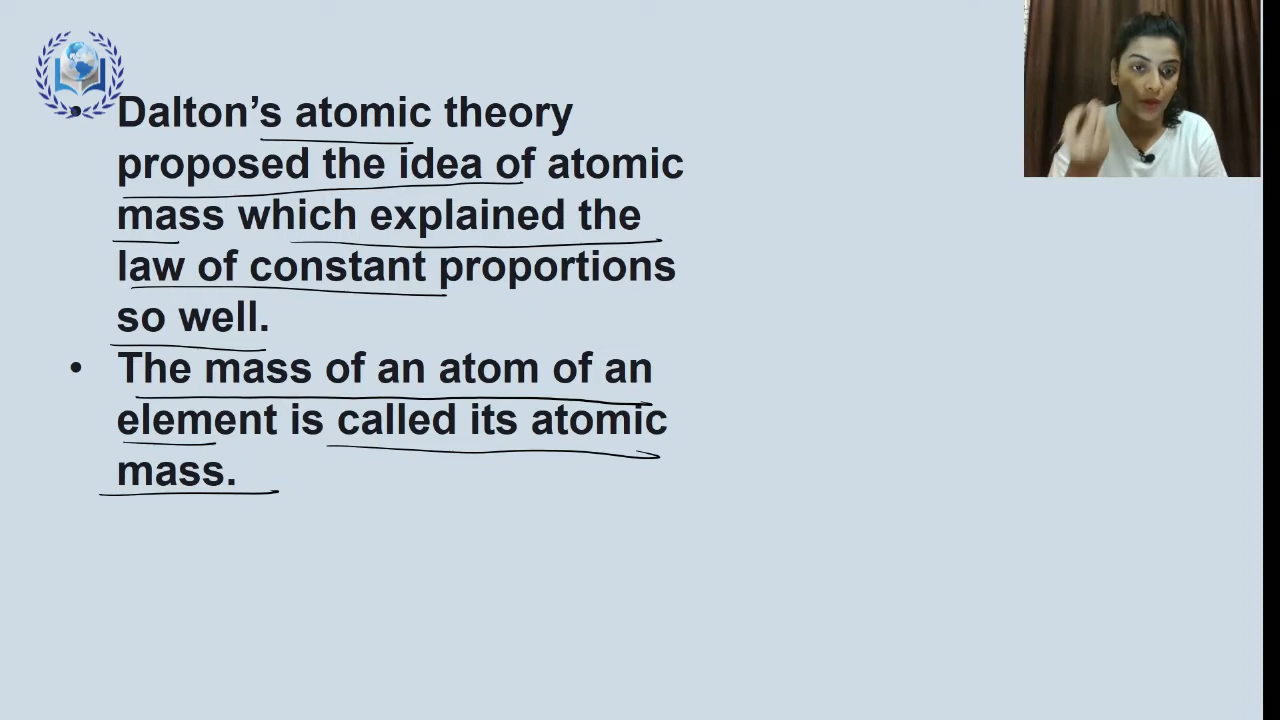 • Dalton’s atomic theory
proposed the idea of atomic
mass which explained the
law of constant proportions
so well.
• The mass of an atom of an
element is called its atomic
mass.